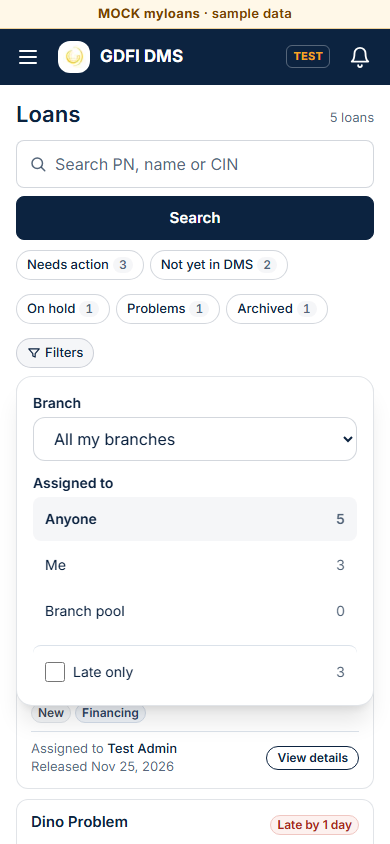 MOCK myloans · sample data
GDFI DMS
TEST
Loans
5 loans
Search PN, name or CIN
Search
Needs action 3
Not yet in DMS 2
On hold 1
Problems 1
Archived 1
Filters
Branch
All my branches
Assigned to
Anyone 5
Me 3
Branch pool 0
Late only 3
New
Financing
Assigned to Test Admin
Released Nov 25, 2026
View details
Dino Problem
Late by 1 day